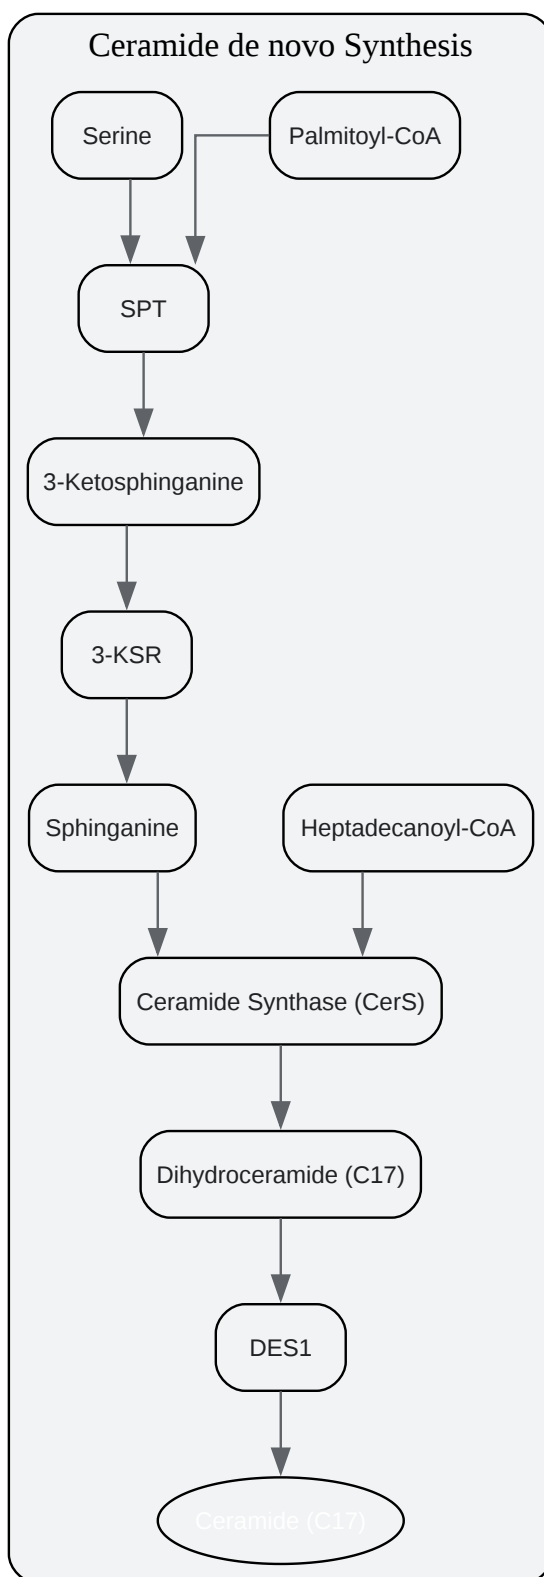 Ceramide de novo Synthesis
Serine
Palmitoyl-CoA
SPT
3-Ketosphinganine
3-KSR
Sphinganine
Heptadecanoyl-CoA
Ceramide Synthase (CerS)
Dihydroceramide (C17)
DES1
Ceramide (C17)